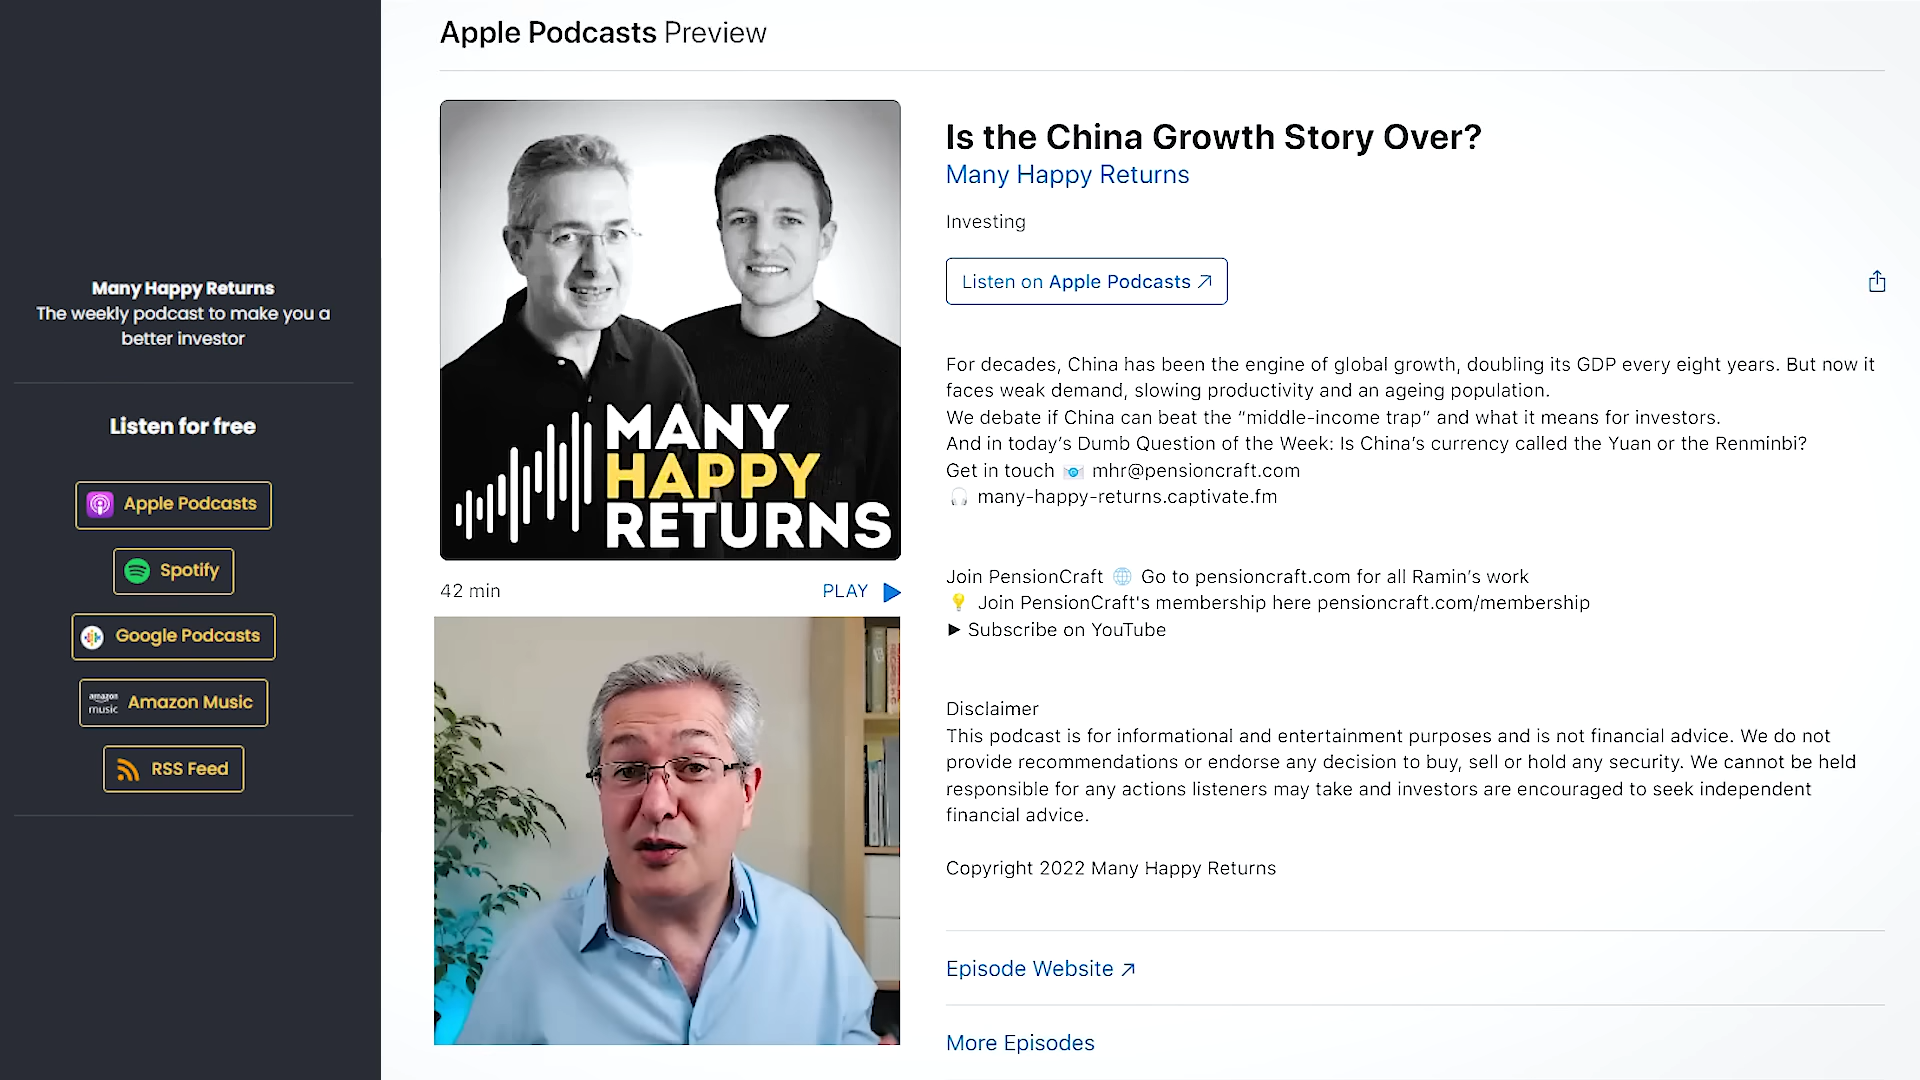 Apple Podcasts Preview
Many Happy Returns
The weekly podcast to make you a
better investor
Listen for free
Apple Podcasts
Spotify
Google Podcasts
amazon
music
Amazon Music
RSS Feed
MANY
HAPPY
RETURNS
42 min
PLAY
Is the China Growth Story Over?
Many Happy Returns
Investing
Listen on Apple Podcasts ↗
For decades, China has been the engine of global growth, doubling its GDP every eight years. But now it
faces weak demand, slowing productivity and an ageing population.
We debate if China can beat the “middle-income trap” and what it means for investors.
And in today’s Dumb Question of the Week: Is China’s currency called the Yuan or the Renminbi?
Get in touch 📧 mhr@pensioncraft.com
🎧 many-happy-returns.captivate.fm
Join PensionCraft 🌐 Go to pensioncraft.com for all Ramin’s work
💡 Join PensionCraft's membership here pensioncraft.com/membership
▶ Subscribe on YouTube
Disclaimer
This podcast is for informational and entertainment purposes and is not financial advice. We do not
provide recommendations or endorse any decision to buy, sell or hold any security. We cannot be held
responsible for any actions listeners may take and investors are encouraged to seek independent
financial advice.
Copyright 2022 Many Happy Returns
Episode Website ↗
More Episodes